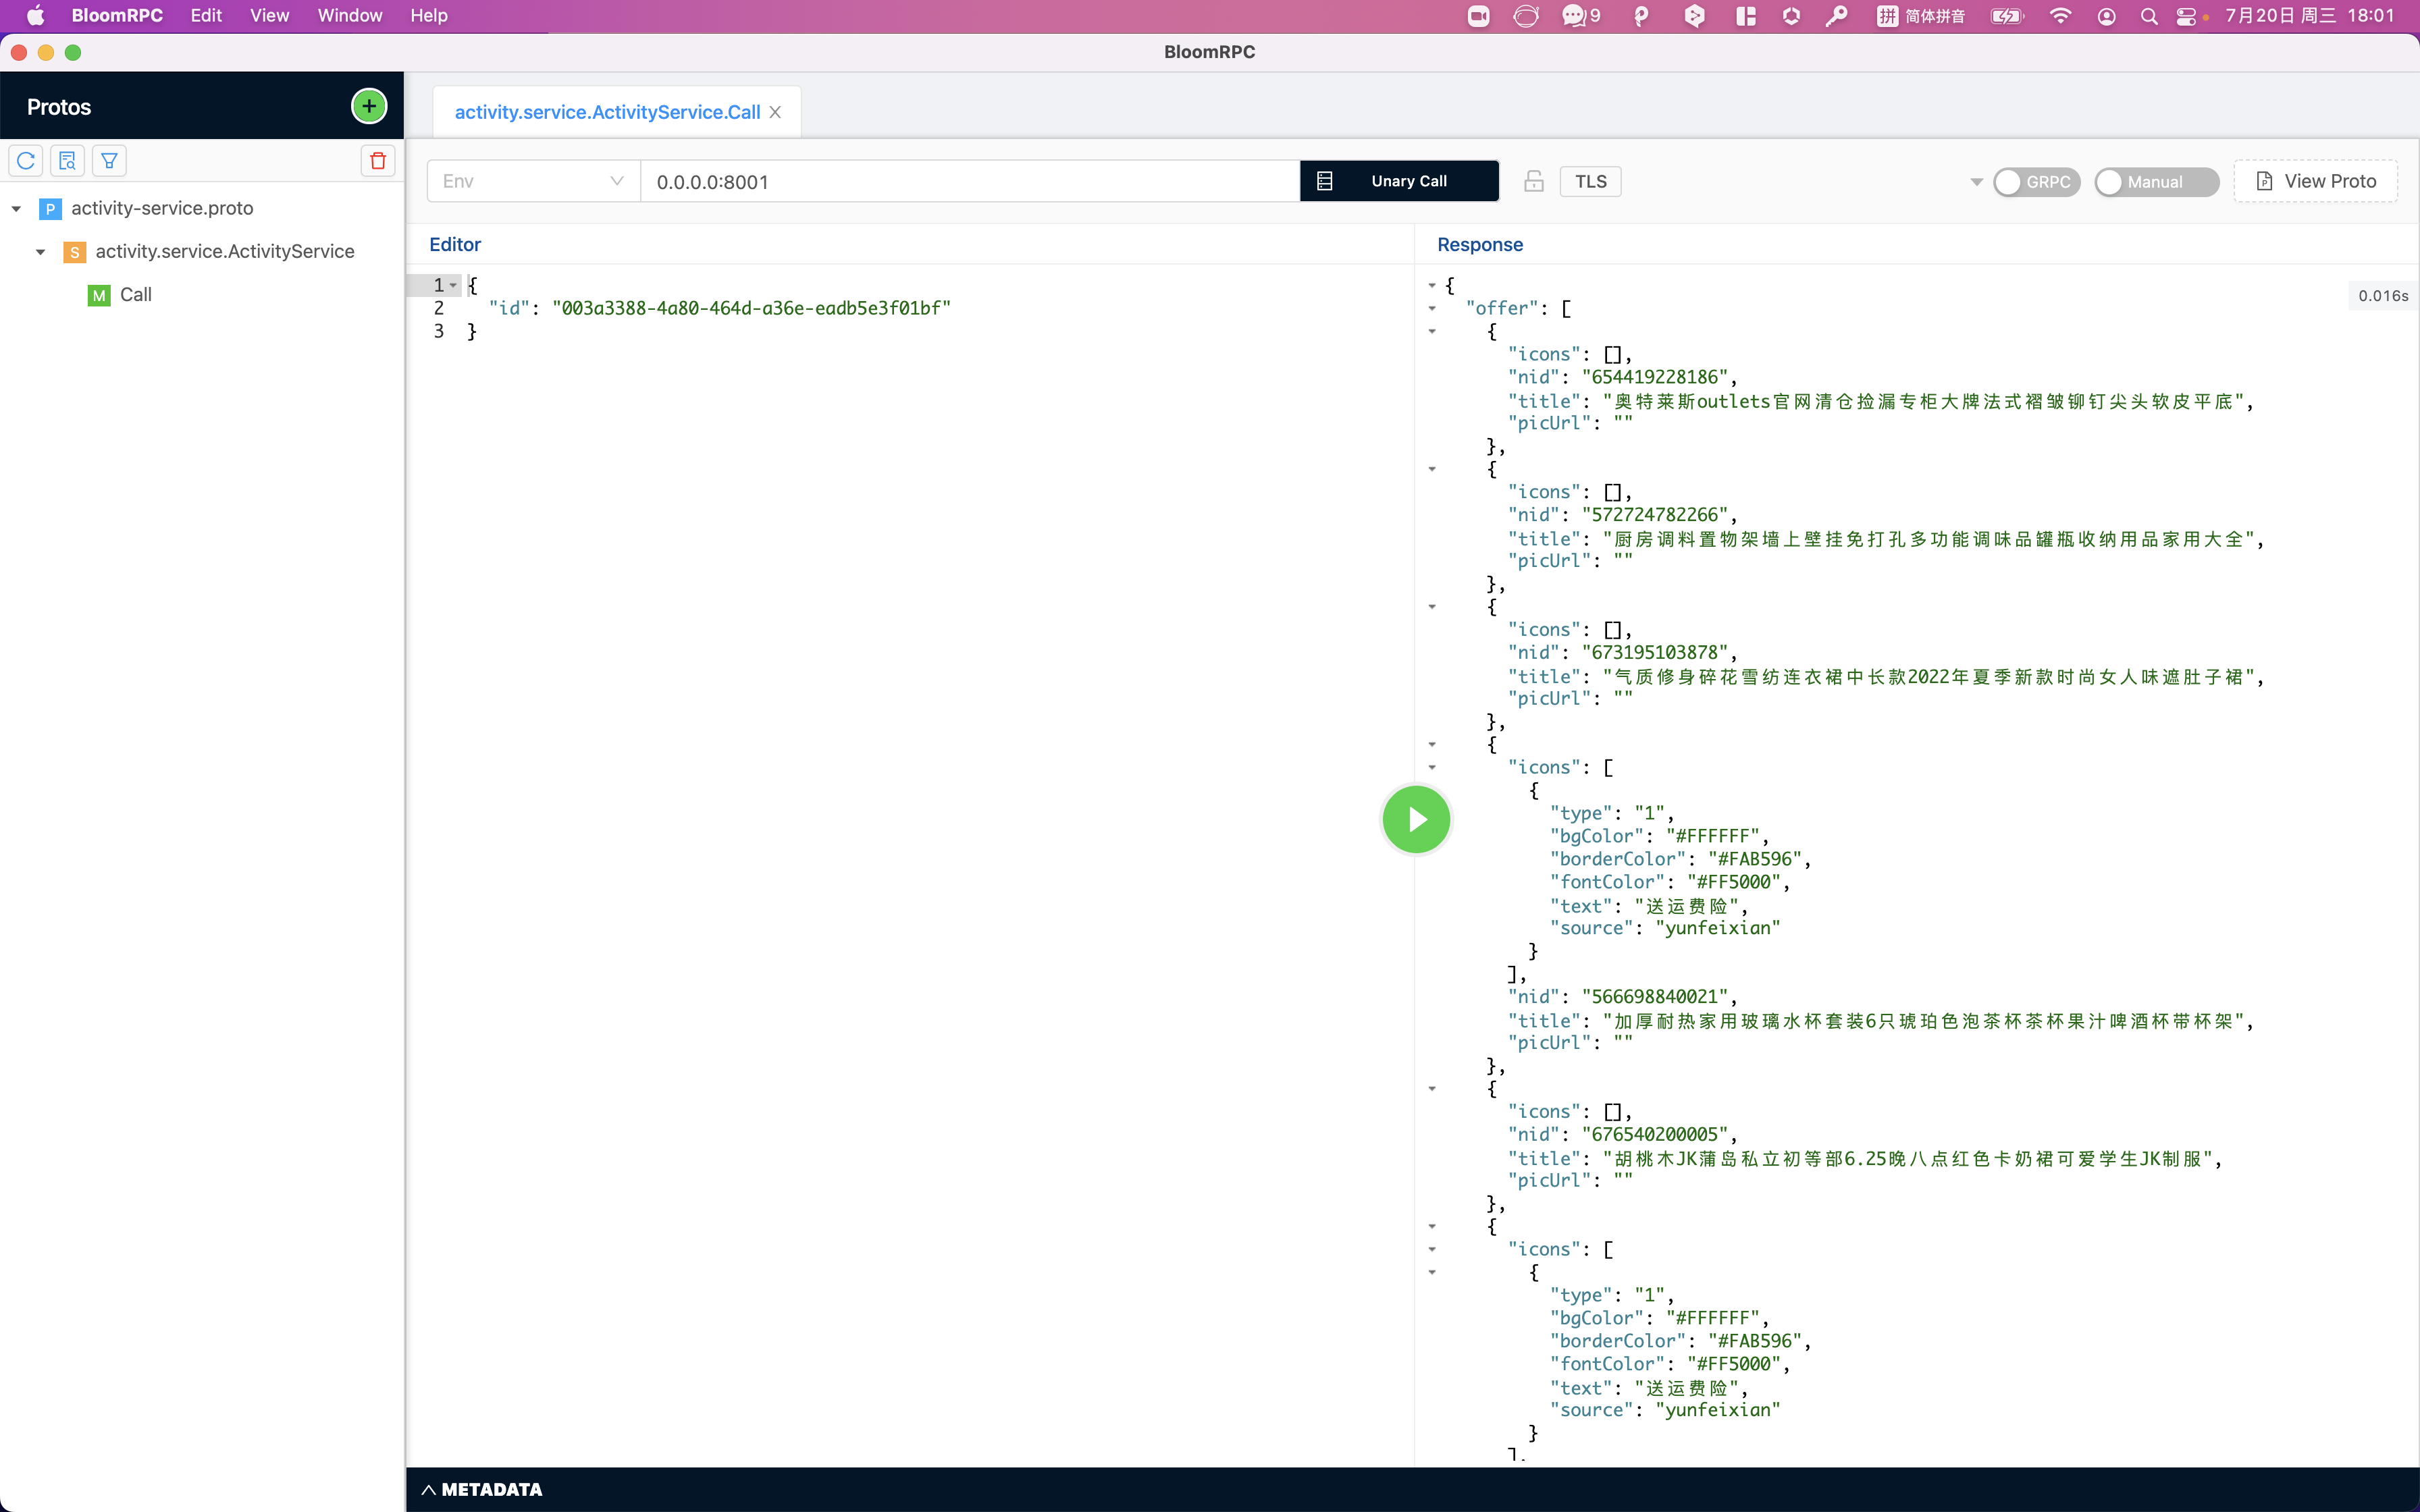 BloomRPC Edit View Window Help 9 拼 简体拼音 7月20日 周三 18:01
BloomRPC
Protos
activity.service.ActivityService.Call
Env 0.0.0.0:8001 Unary Call TLS GRPC Manual View Proto
P activity-service.proto
S activity.service.ActivityService
M Call
Editor
1 {
2 "id": "003a3388-4a80-464d-a36e-eadb5e3f01bf"
3 }
Response
0.016s
{
"offer": [
{
"icons": [],
"nid": "654419228186",
"title": "奥特莱斯outlets官网清仓捡漏专柜大牌法式褶皱铆钉尖头软皮平底",
"picUrl": ""
},
{
"icons": [],
"nid": "572724782266",
"title": "厨房调料置物架墙上壁挂免打孔多功能调味品罐瓶收纳用品家用大全",
"picUrl": ""
},
{
"icons": [],
"nid": "673195103878",
"title": "气质修身碎花雪纺连衣裙中长款2022年夏季新款时尚女人味遮肚子裙",
"picUrl": ""
},
{
"icons": [
{
"type": "1",
"bgColor": "#FFFFFF",
"borderColor": "#FAB596",
"fontColor": "#FF5000",
"text": "送运费险",
"source": "yunfeixian"
}
],
"nid": "566698840021",
"title": "加厚耐热家用玻璃水杯套装6只琥珀色泡茶杯茶杯果汁啤酒杯带杯架",
"picUrl": ""
},
{
"icons": [],
"nid": "676540200005",
"title": "胡桃木JK蒲岛私立初等部6.25晚八点红色卡奶裙可爱学生JK制服",
"picUrl": ""
},
{
"icons": [
{
"type": "1",
"bgColor": "#FFFFFF",
"borderColor": "#FAB596",
"fontColor": "#FF5000",
"text": "送运费险",
"source": "yunfeixian"
}
],
METADATA